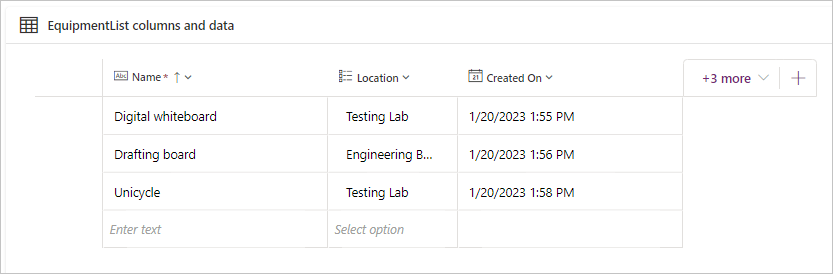 EquipmentList columns and data
Abc Name * ↑ 21 Location Created On +3 more
Digital whiteboard Testing Lab 1/20/2023 1:55 PM
Drafting board Engineering B... 1/20/2023 1:56 PM
Unicycle Testing Lab 1/20/2023 1:58 PM
Enter text Select option